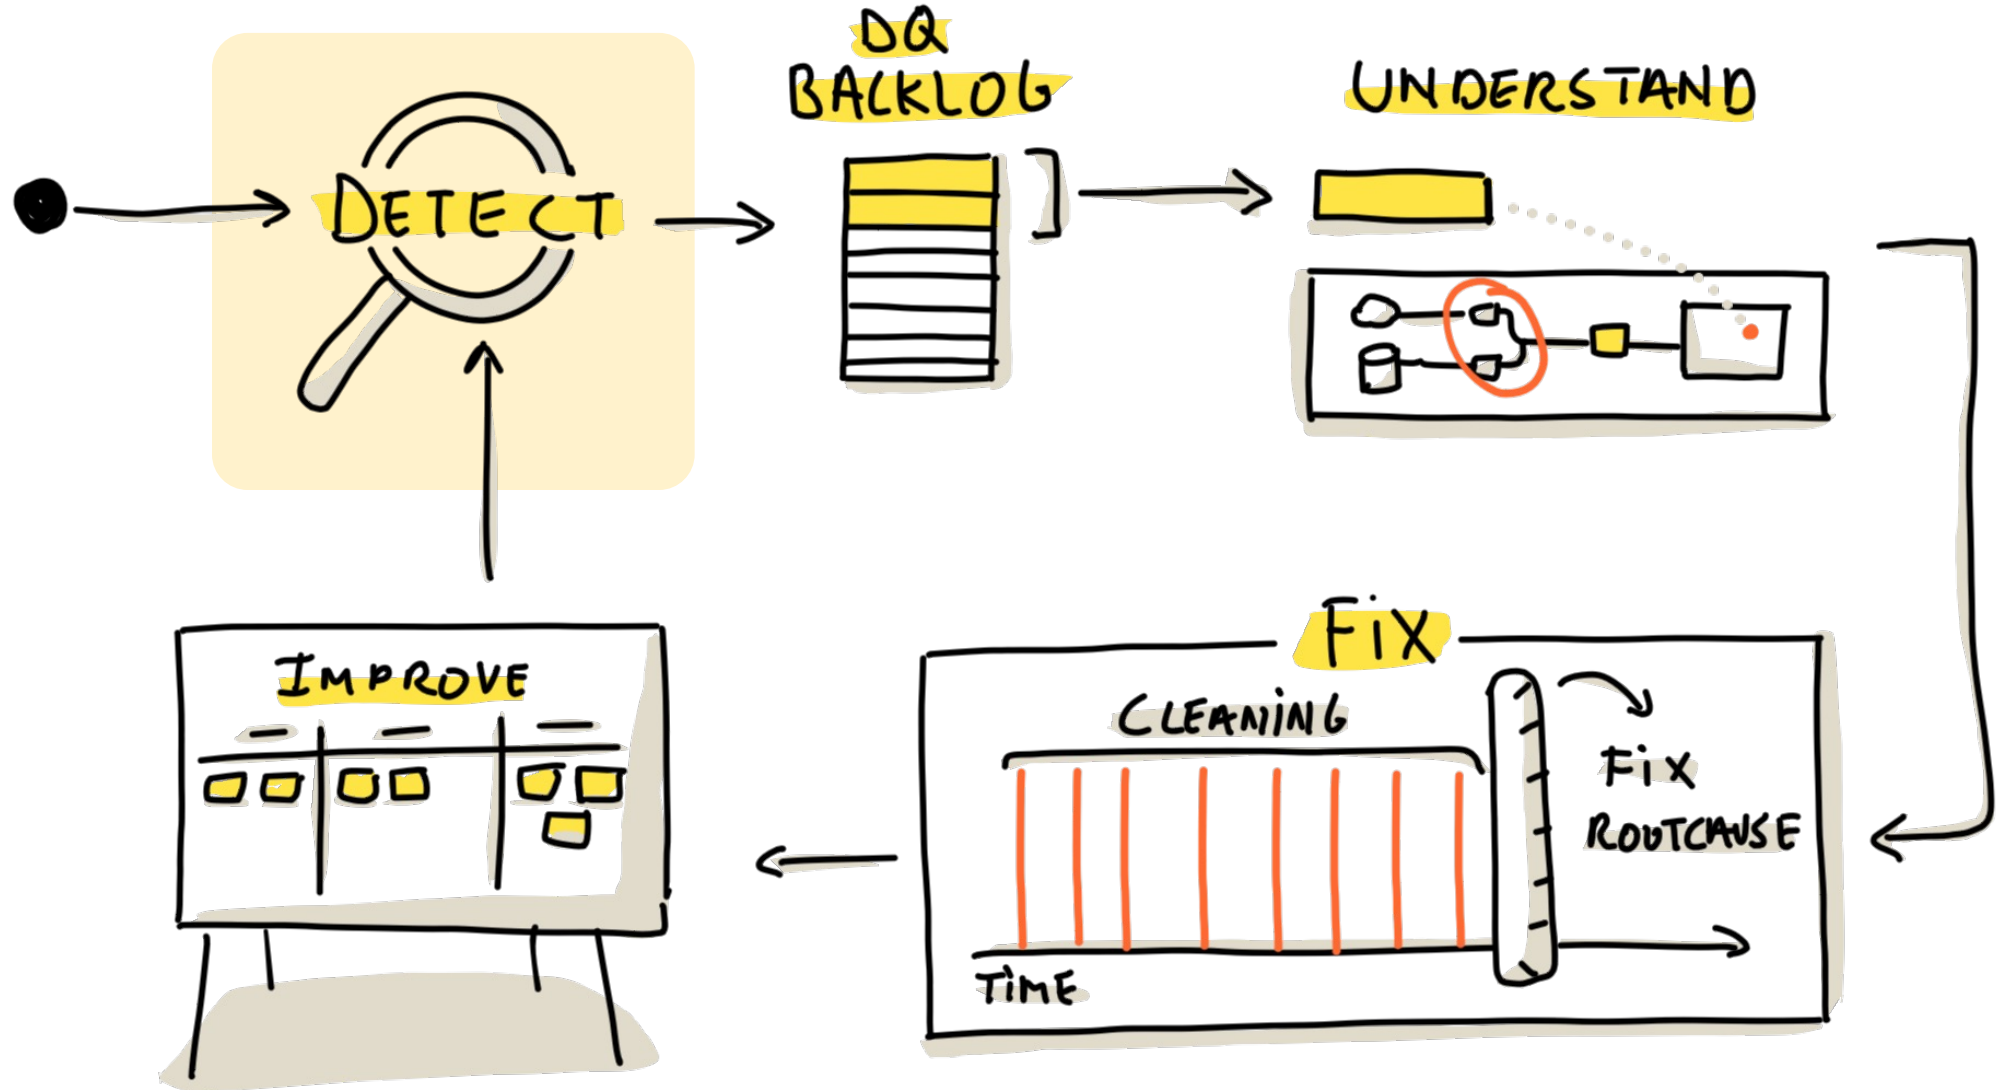 DETECT
DQ
BACKLOG
UNDERSTAND
FiX
CLEANiNG
FiX
ROOTCAUSE
TiME
IMPROVE